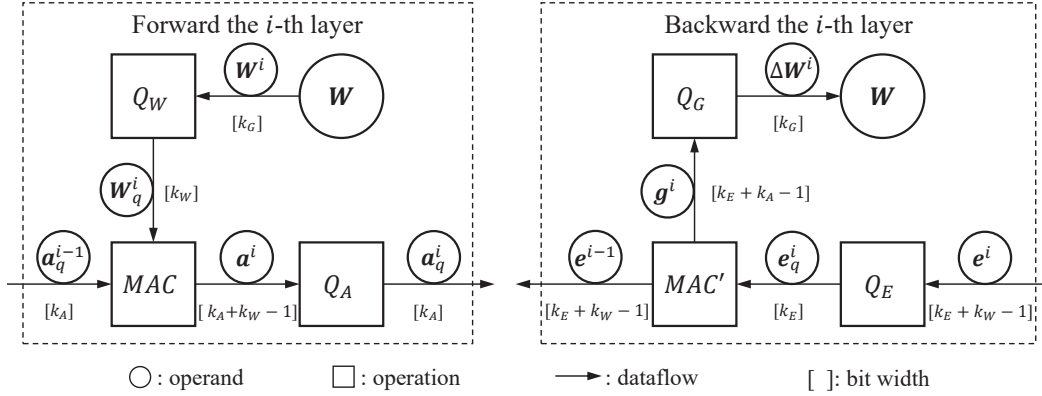 Forward the i-th layer
W^i
Q_W
W
[k_G]
W_q^i
[k_W]
a_q^{i-1}
MAC
a^i
Q_A
a_q^i
[k_A]
[k_A+k_W − 1]
[k_A]
Backward the i-th layer
ΔW^i
Q_G
W
[k_G]
g^i
[k_E + k_A − 1]
e^{i-1}
MAC′
e_q^i
Q_E
e^i
[k_E + k_W − 1]
[k_E]
[k_E + k_W − 1]
: operand
: operation
: dataflow
[ ]: bit width